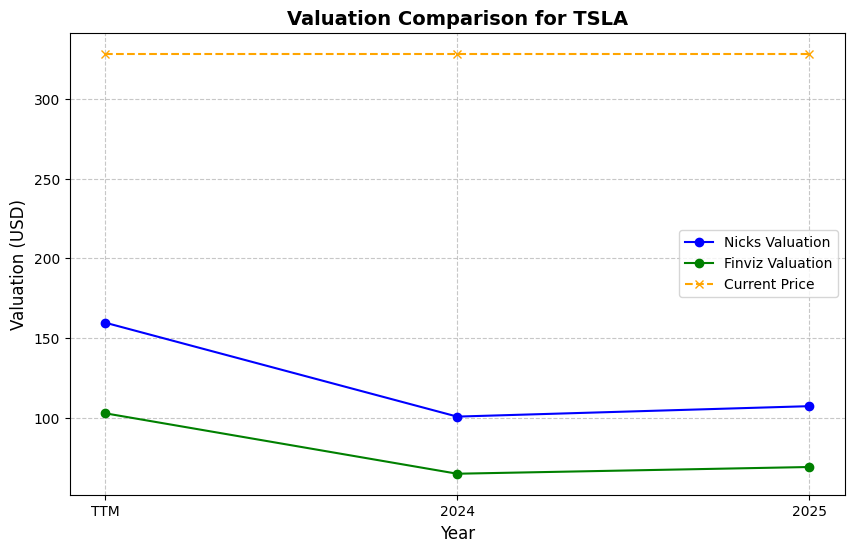 Valuation Comparison for TSLA
Valuation (USD)
300
250
200
150
100
Nicks Valuation
Finviz Valuation
Current Price
TTM
2024
2025
Year